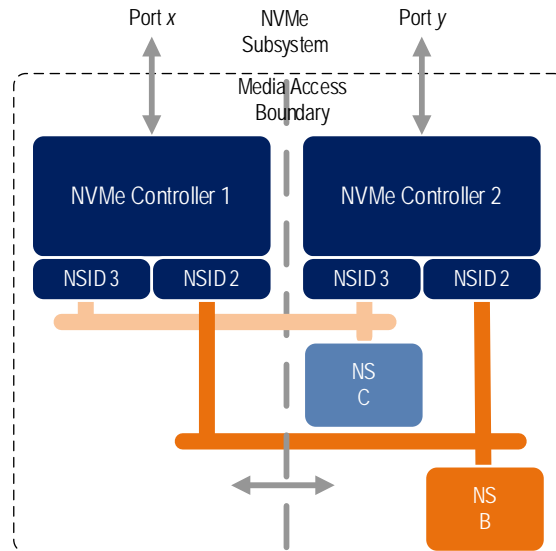 Port x
NVMe
Subsystem
Port y
Media Access
Boundary
NVMe Controller 1
NVMe Controller 2
NSID 3
NSID 2
NSID 3
NSID 2
NS
C
NS
B